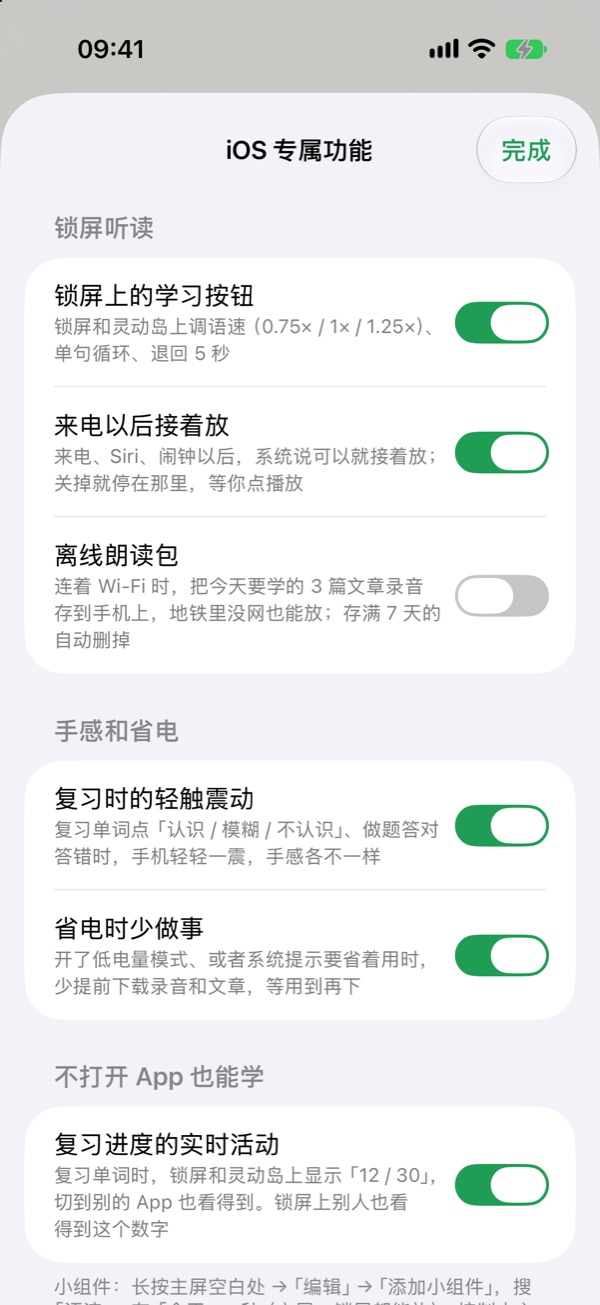 09:41
iOS 专属功能
完成
锁屏听读
锁屏上的学习按钮
锁屏和灵动岛上调语速（0.75× / 1× / 1.25×）、
单句循环、退回 5 秒
来电以后接着放
来电、Siri、闹钟以后，系统说可以就接着放；
关掉就停在那里，等你点播放
离线朗读包
连着 Wi-Fi 时，把今天要学的 3 篇文章录音
存到手机上，地铁里没网也能放；存满 7 天的
自动删掉
手感和省电
复习时的轻触震动
复习单词点「认识 / 模糊 / 不认识」、做题答对
答错时，手机轻轻一震，手感各不一样
省电时少做事
开了低电量模式、或者系统提示要省着用时，
少提前下载录音和文章，等用到再下
不打开 App 也能学
复习进度的实时活动
复习单词时，锁屏和灵动岛上显示「12 / 30」，
切到别的 App 也看得到。锁屏上别人也看
得到这个数字
小组件：长按主屏空白处 → 「编辑」 → 「添加小组件」，搜